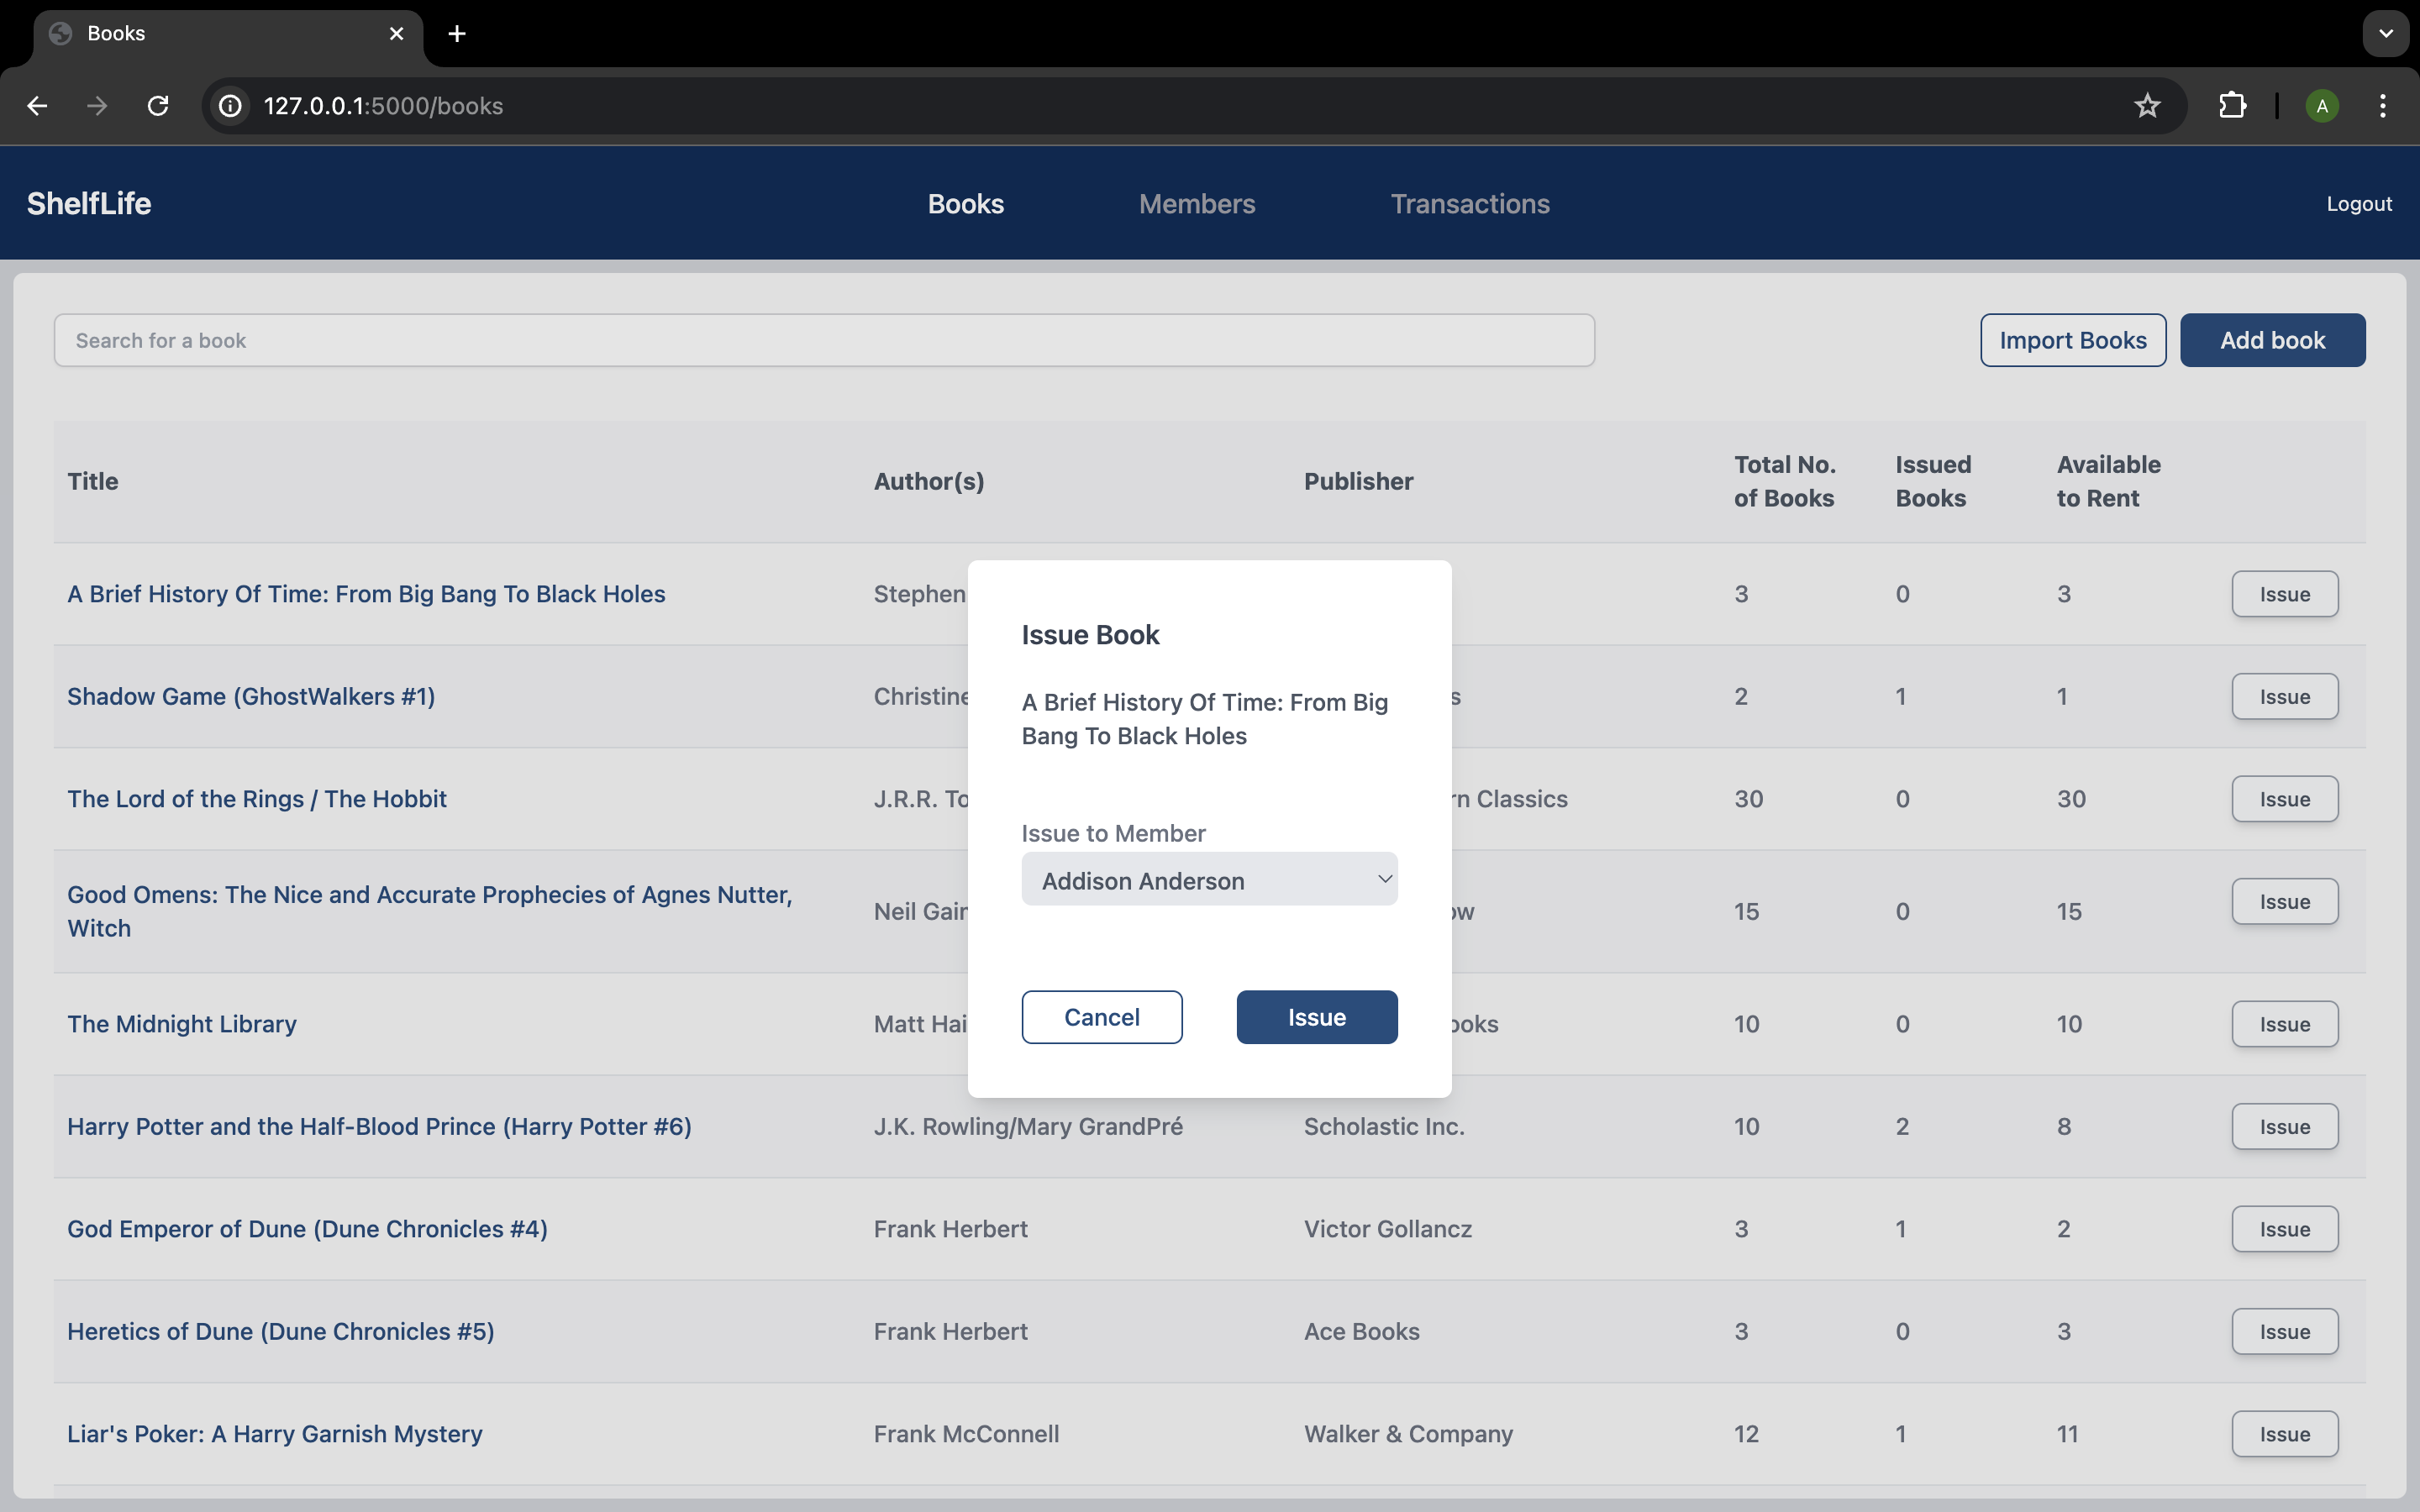 Books
127.0.0.1:5000/books
A
ShelfLife
Books
Members
Transactions
Logout
Search for a book
Import Books
Add book
Title
Author(s)
Publisher
Total No.
of Books
Issued
Books
Available
to Rent
A Brief History Of Time: From Big Bang To Black Holes
Stephen
3
0
3
Issue
Shadow Game (GhostWalkers #1)
Christine
2
1
1
Issue
The Lord of the Rings / The Hobbit
J.R.R.
Classics
30
0
30
Issue
Good Omens: The Nice and Accurate Prophecies of Agnes Nutter,
Witch
Neil
15
0
15
Issue
The Midnight Library
Matt
10
0
10
Issue
Harry Potter and the Half-Blood Prince (Harry Potter #6)
J.K. Rowling/Mary GrandPré
Scholastic Inc.
10
2
8
Issue
God Emperor of Dune (Dune Chronicles #4)
Frank Herbert
Victor Gollancz
3
1
2
Issue
Heretics of Dune (Dune Chronicles #5)
Frank Herbert
Ace Books
3
0
3
Issue
Liar's Poker: A Harry Garnish Mystery
Frank McConnell
Walker & Company
12
1
11
Issue
Issue Book
A Brief History Of Time: From Big
Bang To Black Holes
Issue to Member
Addison Anderson
Cancel
Issue